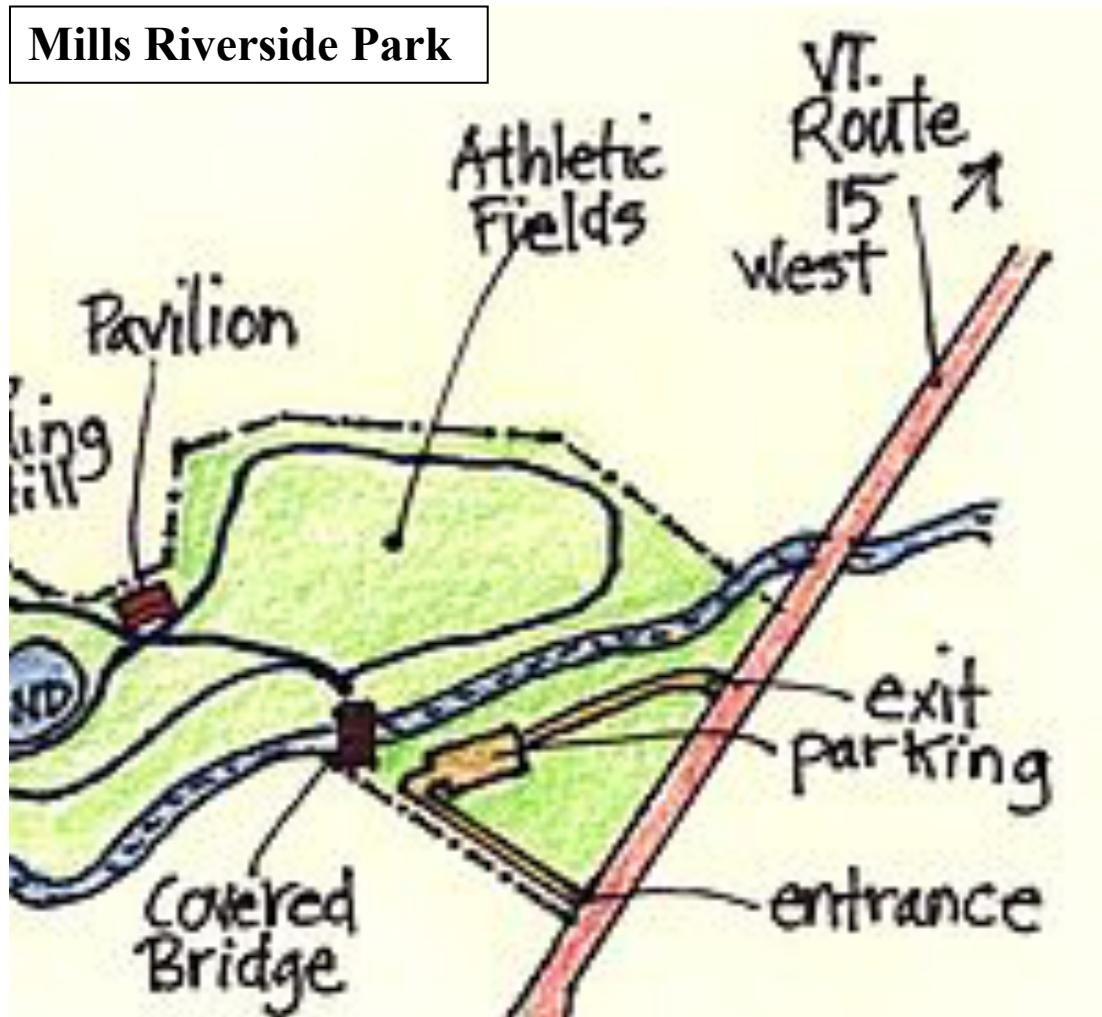 Mills Riverside Park
VT.
Route
15
West
Athletic
Fields
Pavilion
exit
parking
entrance
Covered
Bridge